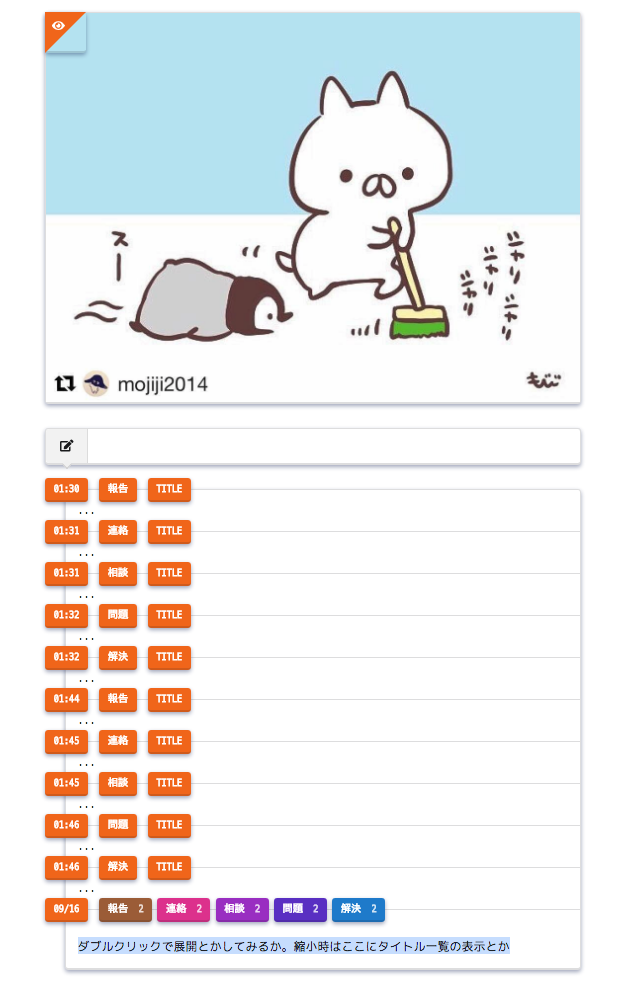 スー
ジャリ
ジャリ
ジャリ
ジャリ
mojiji2014
もじじ
01:30 報告 TITLE
...
01:31 連絡 TITLE
...
01:31 相談 TITLE
...
01:32 問題 TITLE
...
01:32 解決 TITLE
...
01:44 報告 TITLE
...
01:45 連絡 TITLE
...
01:45 相談 TITLE
...
01:46 問題 TITLE
...
01:46 解決 TITLE
...
09/16 報告 2 連絡 2 相談 2 問題 2 解決 2
ダブルクリックで展開とかしてみるか。縮小時はここにタイトル一覧の表示とか